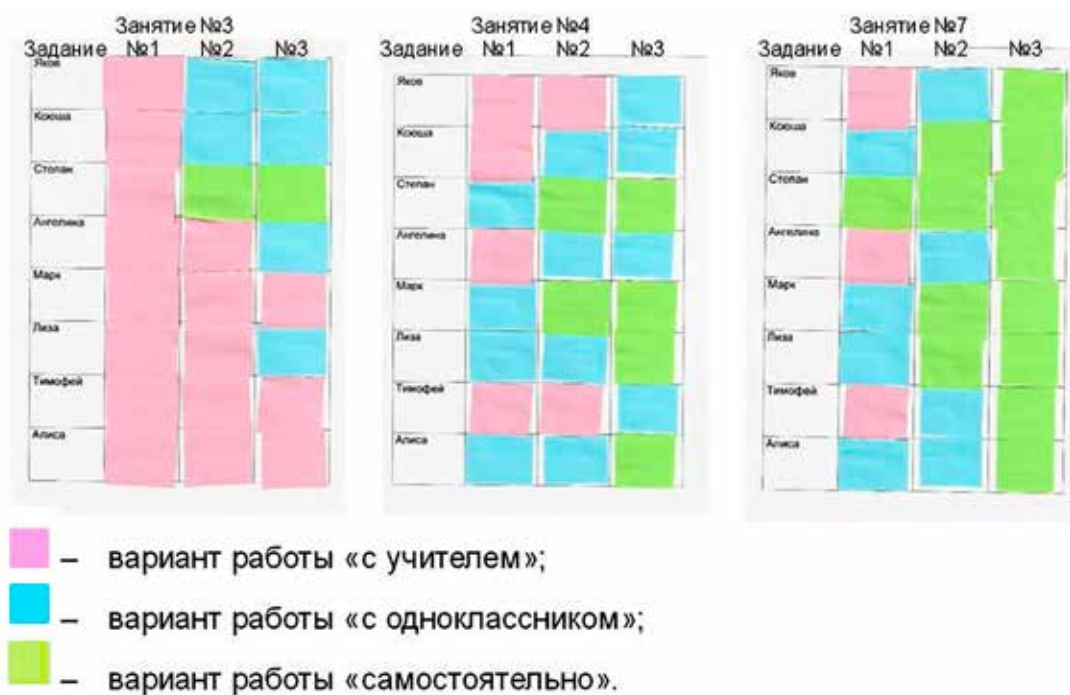 Занятие №3
Задание №1 №2 №3
Яков
Ксюша
Степан
Ангелина
Марк
Лиза
Тимофей
Алиса
Занятие №4
Задание №1 №2 №3
Яков
Ксюша
Степан
Ангелина
Марк
Лиза
Тимофей
Алиса
Занятие №7
Задание №1 №2 №3
Яков
Ксюша
Степан
Ангелина
Марк
Лиза
Тимофей
Алиса
– вариант работы «с учителем»;
– вариант работы «с одноклассником»;
– вариант работы «самостоятельно».